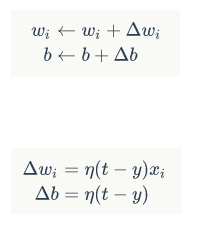 wᵢ ← wᵢ + Δwᵢ
b ← b + Δb
Δwᵢ = η(t − y)xᵢ
Δb = η(t − y)